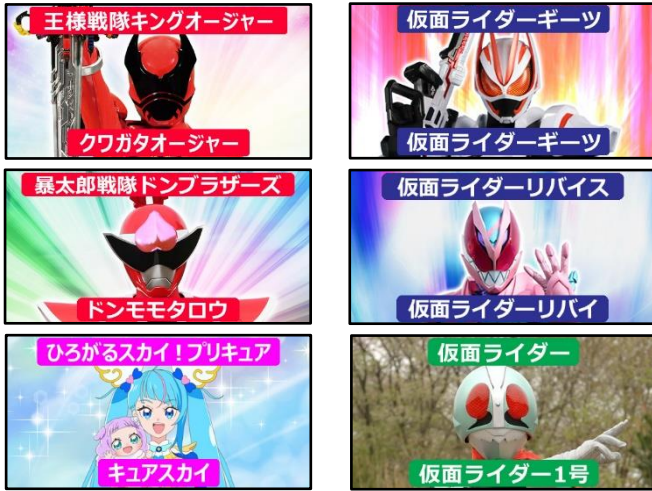 王様戦隊キングオージャー
クワガタオージャー
仮面ライダーギーツ
仮面ライダーギーツ
暴太郎戦隊ドンブラザーズ
ドンモモタロウ
仮面ライダーリバイス
仮面ライダーリバイ
ひろがるスカイ！プリキュア
キュアスカイ
仮面ライダー
仮面ライダー1号